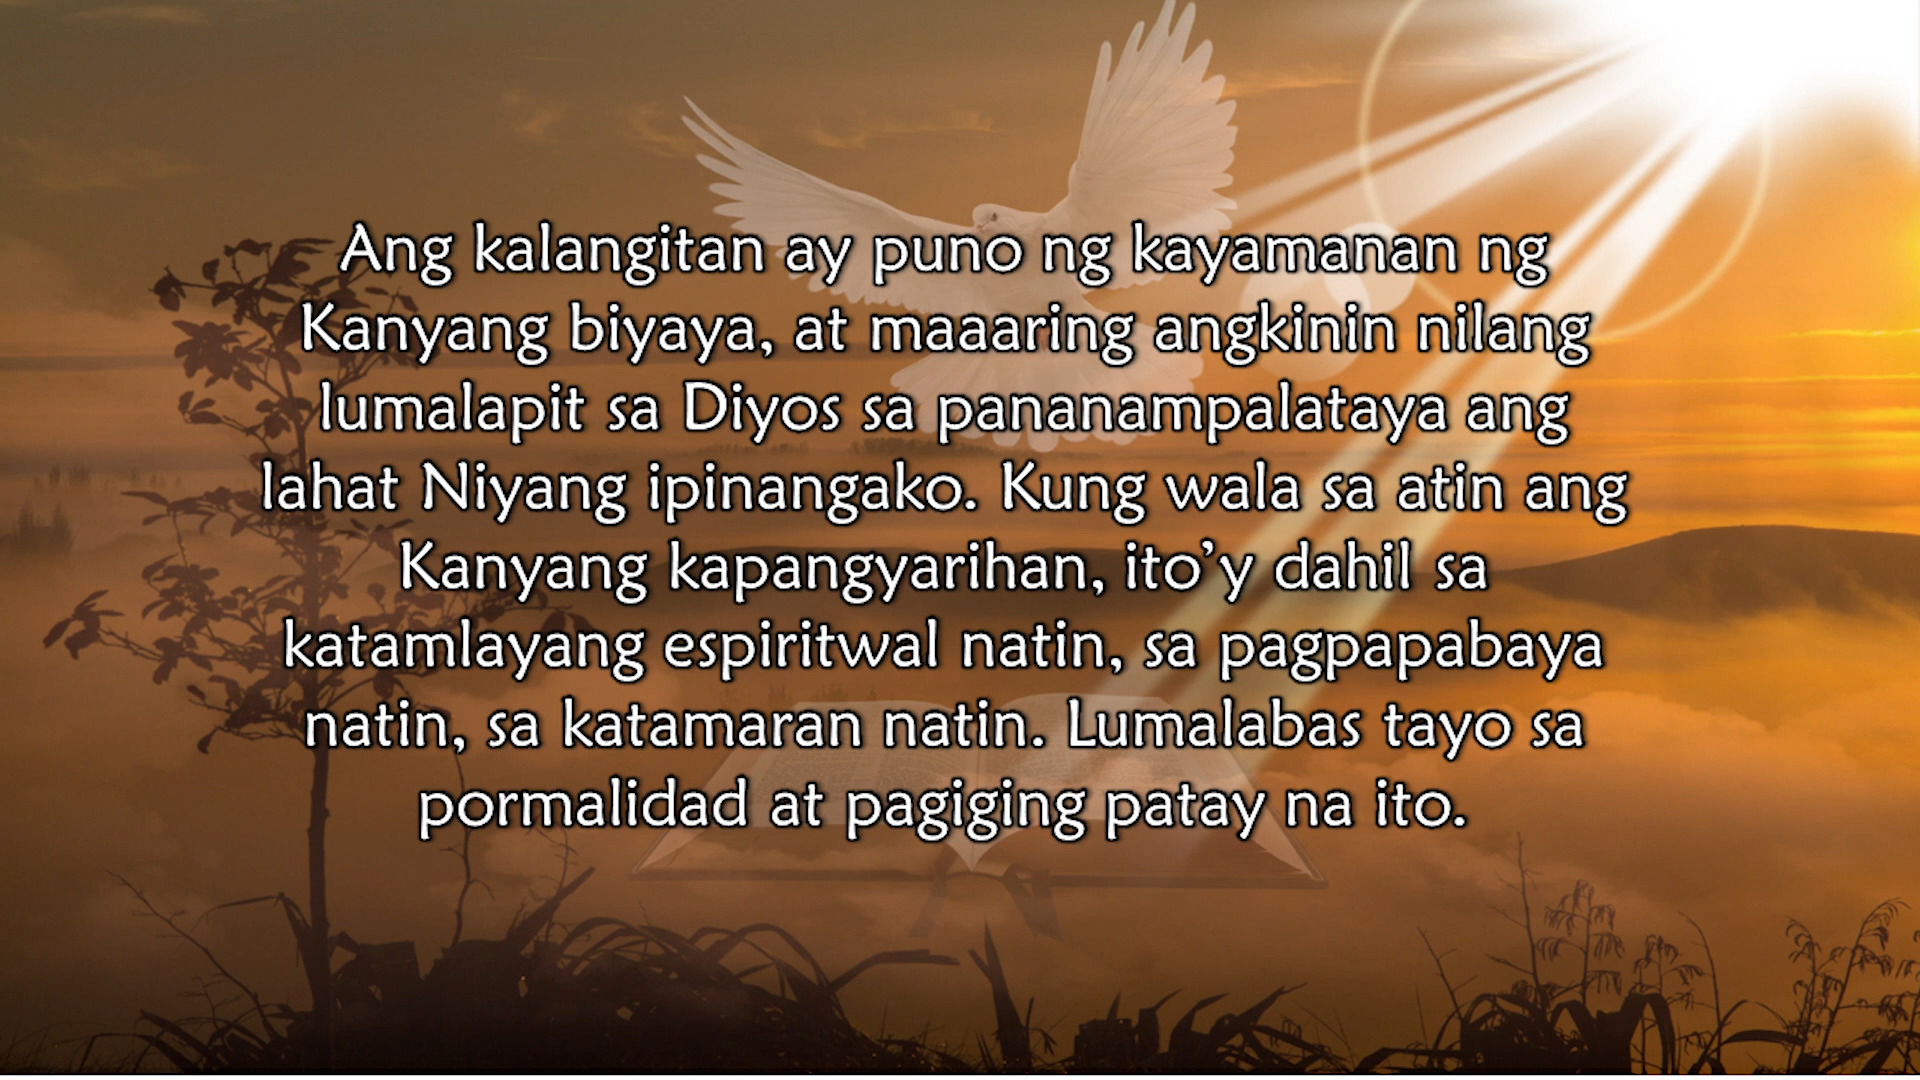 Ang kalangitan ay puno ng kayamanan ng
Kanyang biyaya, at maaaring angkinin nilang
lumalapit sa Diyos sa pananampalataya ang
lahat Niyang ipinangako. Kung wala sa atin ang
Kanyang kapangyarihan, ito’y dahil sa
katamlayang espiritwal natin, sa pagpapabaya
natin, sa katamaran natin. Lumalabas tayo sa
pormalidad at pagiging patay na ito.